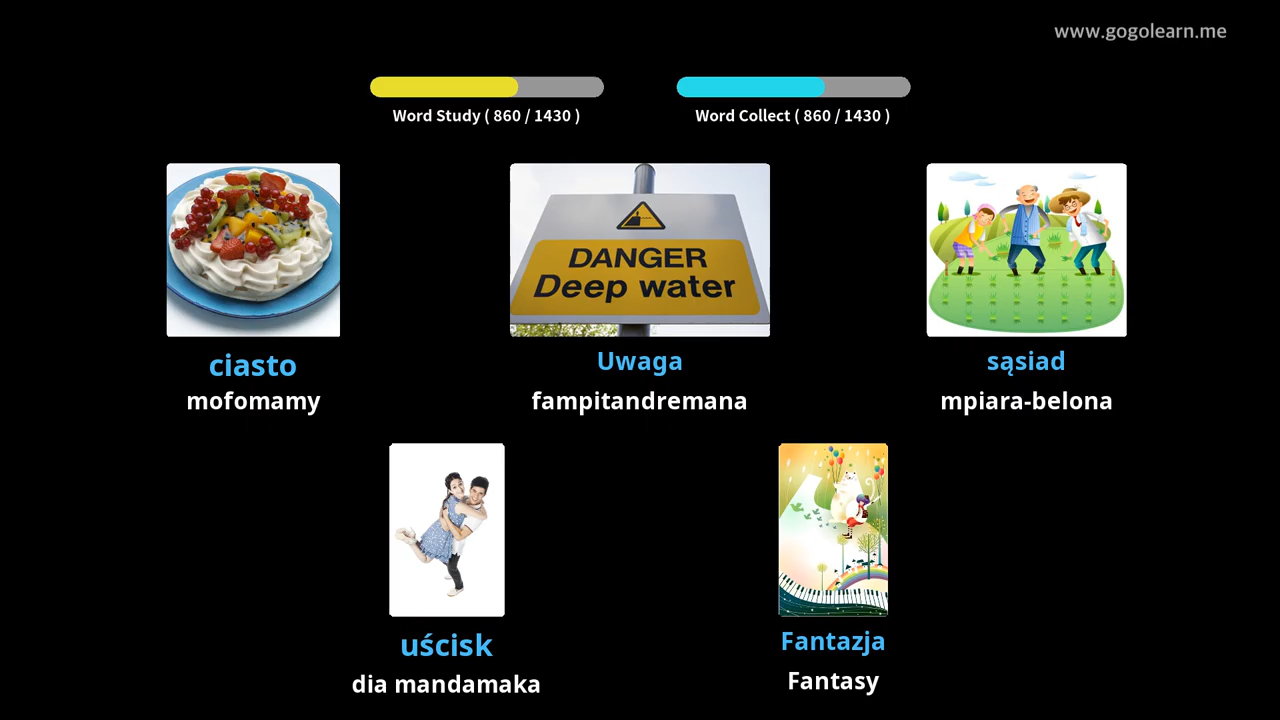 www.gogolearn.me
Word Study ( 860 / 1430 )
Word Collect ( 860 / 1430 )
DANGER
Deep water
ciasto
mofomamy
Uwaga
fampitandremana
sąsiad
mpiara-belona
uścisk
dia mandamaka
Fantazja
Fantasy